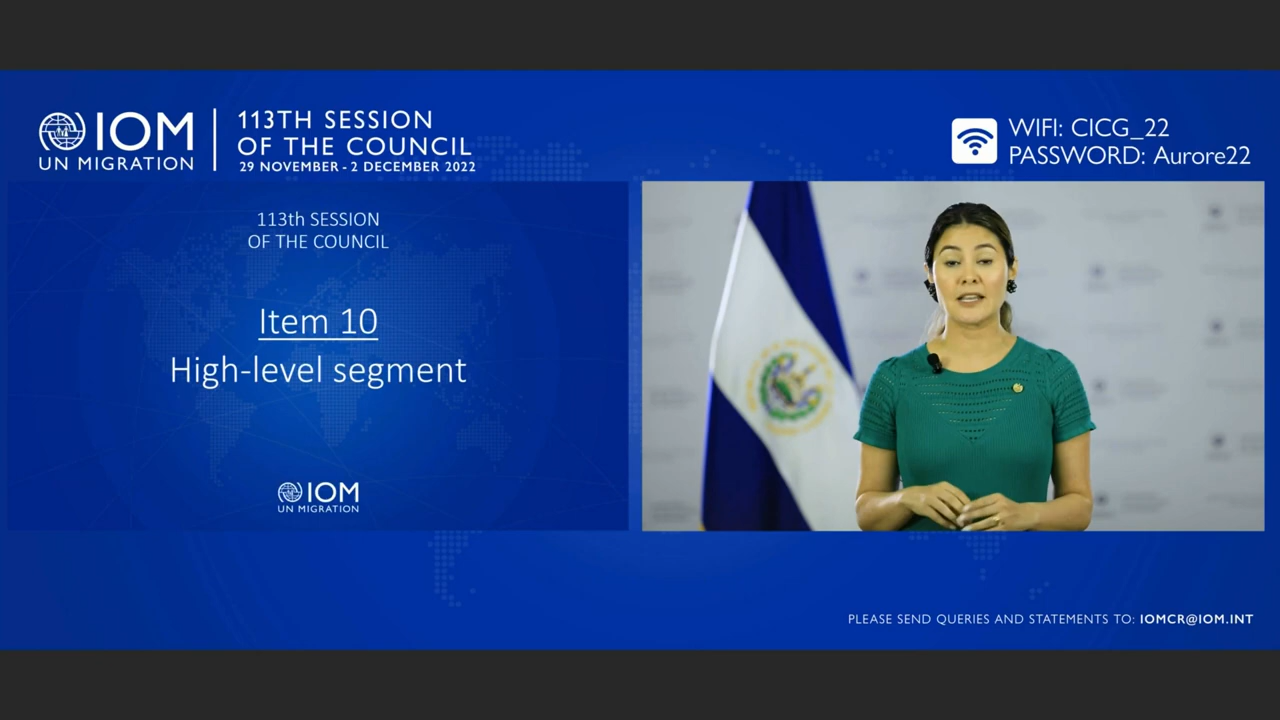 IOM
UN MIGRATION
113TH SESSION
OF THE COUNCIL
29 NOVEMBER - 2 DECEMBER 2022
WIFI: CICG_22
PASSWORD: Aurore22
113th SESSION
OF THE COUNCIL
Item 10
High-level segment
IOM
UN MIGRATION
PLEASE SEND QUERIES AND STATEMENTS TO: IOMCR@IOM.INT